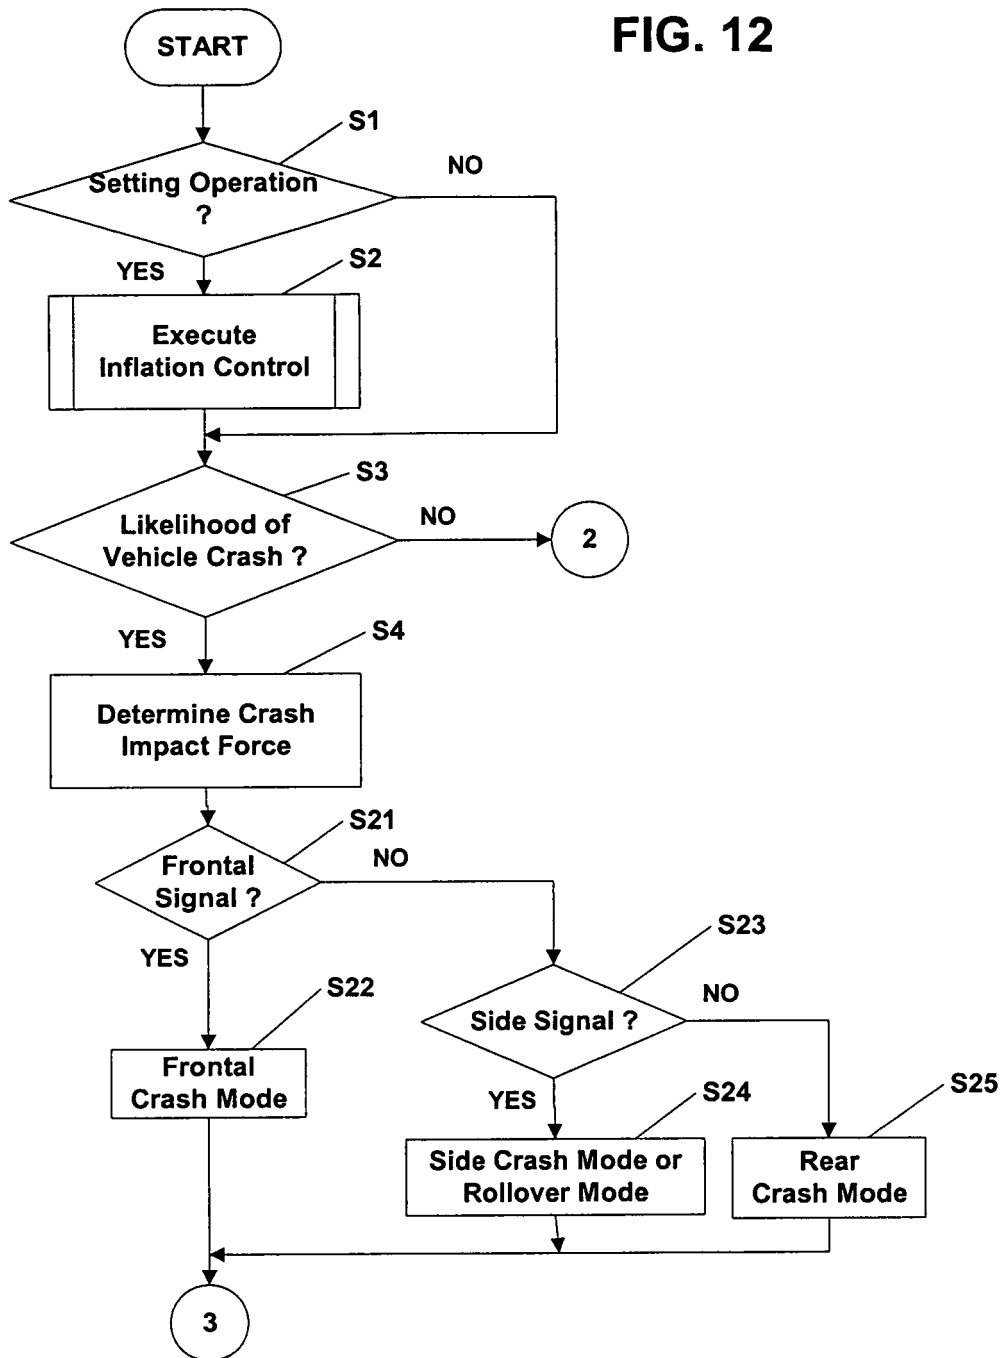 FIG. 12
START
S1
Setting Operation
?
NO
YES
S2
Execute
Inflation Control
S3
Likelihood of
Vehicle Crash ?
NO
2
YES
S4
Determine Crash
Impact Force
S21
Frontal
Signal ?
NO
YES
S23
Side Signal ?
NO
S22
Frontal
Crash Mode
YES
S24
Side Crash Mode or
Rollover Mode
S25
Rear
Crash Mode
3